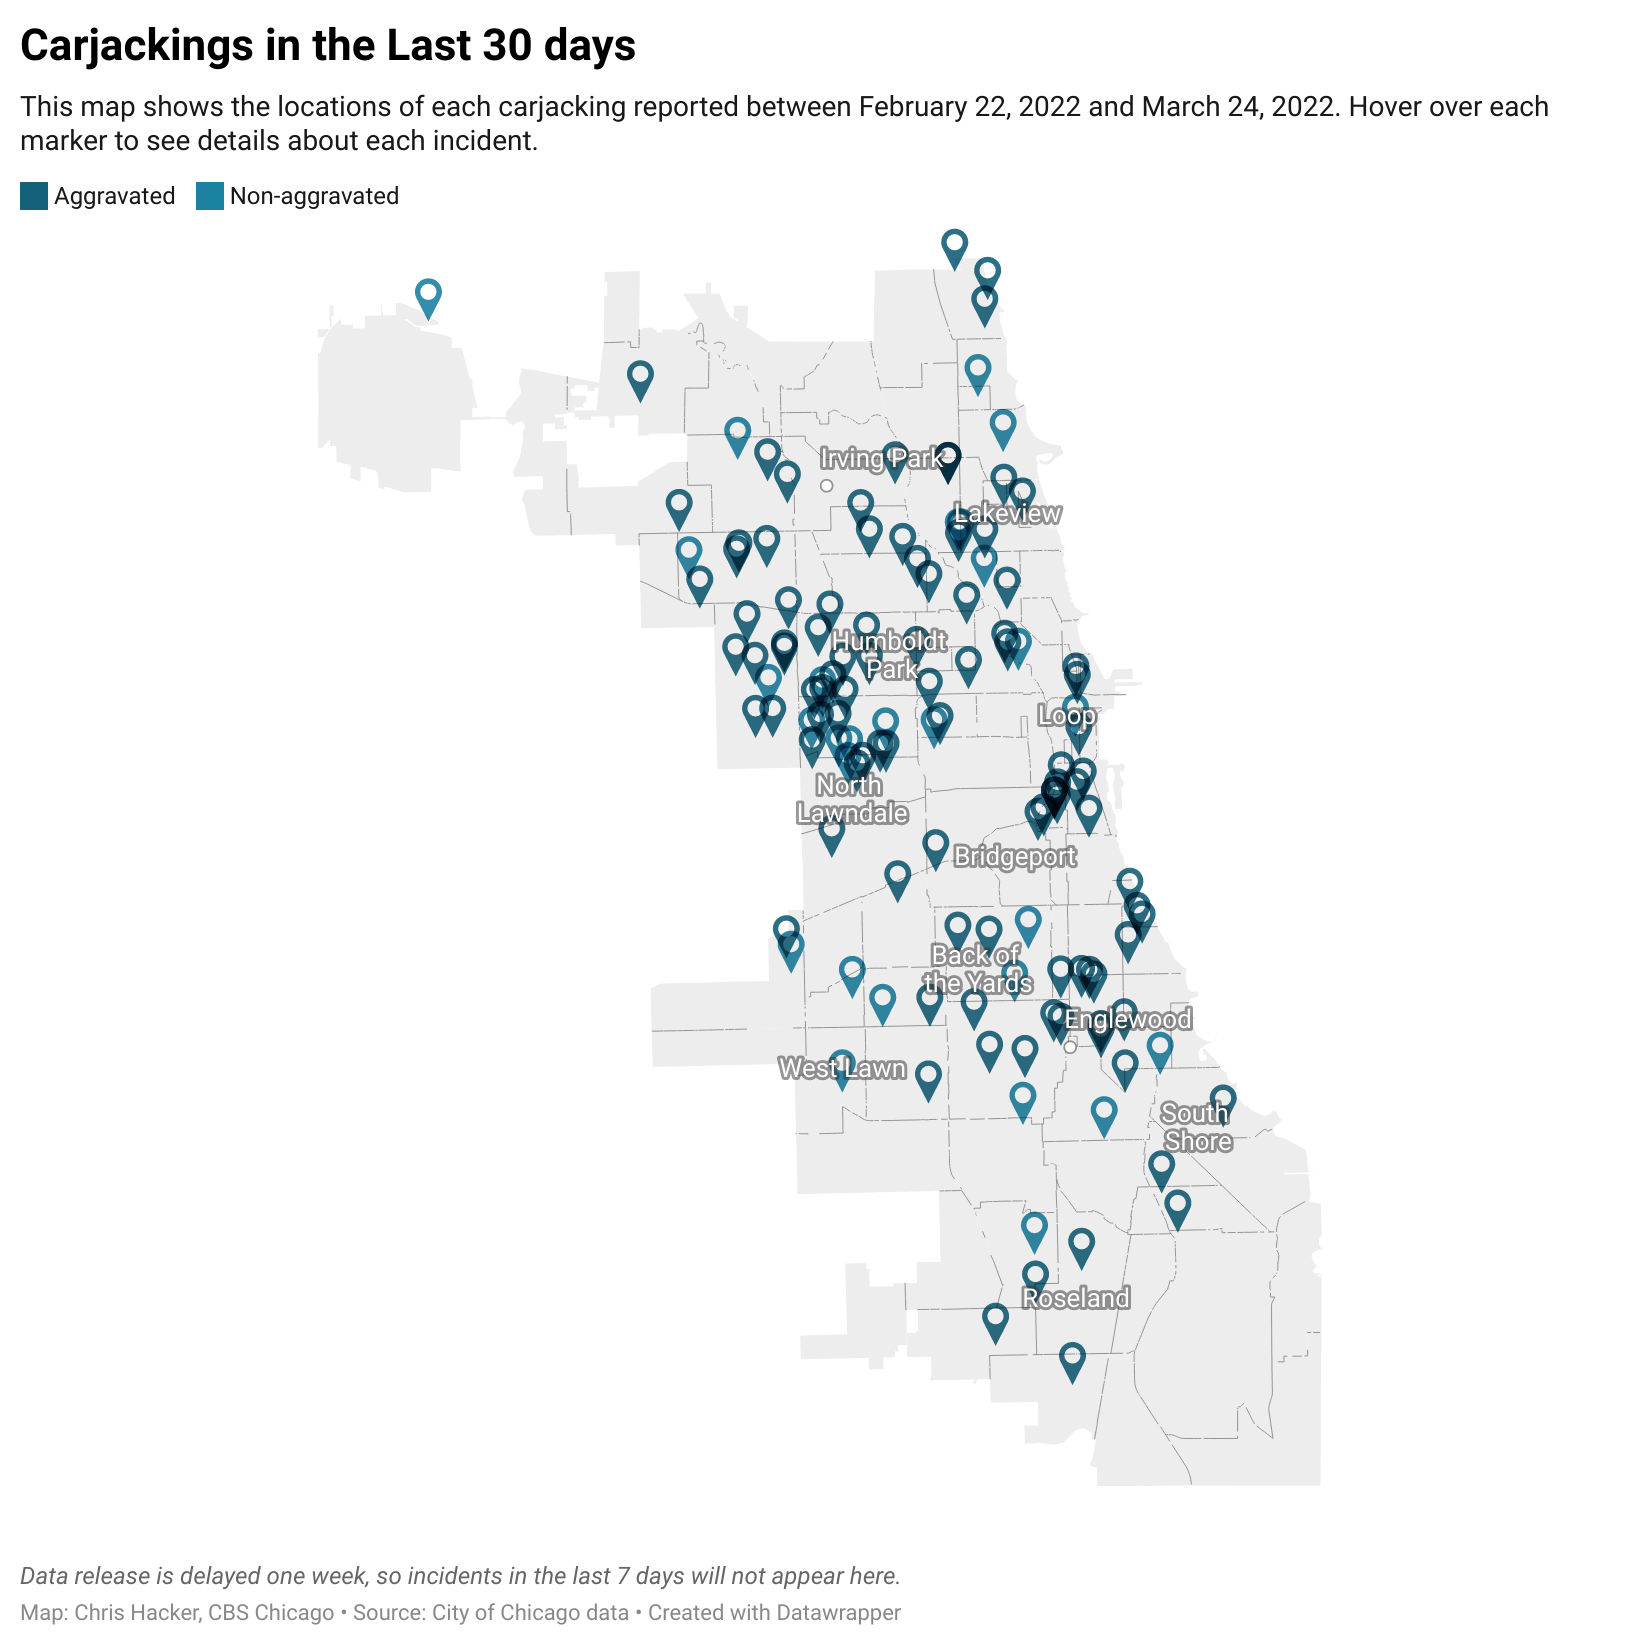 Carjackings in the Last 30 days
This map shows the locations of each carjacking reported between February 22, 2022 and March 24, 2022. Hover over each
marker to see details about each incident.
Aggravated
Non-aggravated
Irving Park
Lakeview
Humboldt
Park
Loop
North
Lawndale
Bridgeport
Back of
the Yards
Englewood
West Lawn
South
Shore
Roseland
Data release is delayed one week, so incidents in the last 7 days will not appear here.
Map: Chris Hacker, CBS Chicago • Source: City of Chicago data • Created with Datawrapper